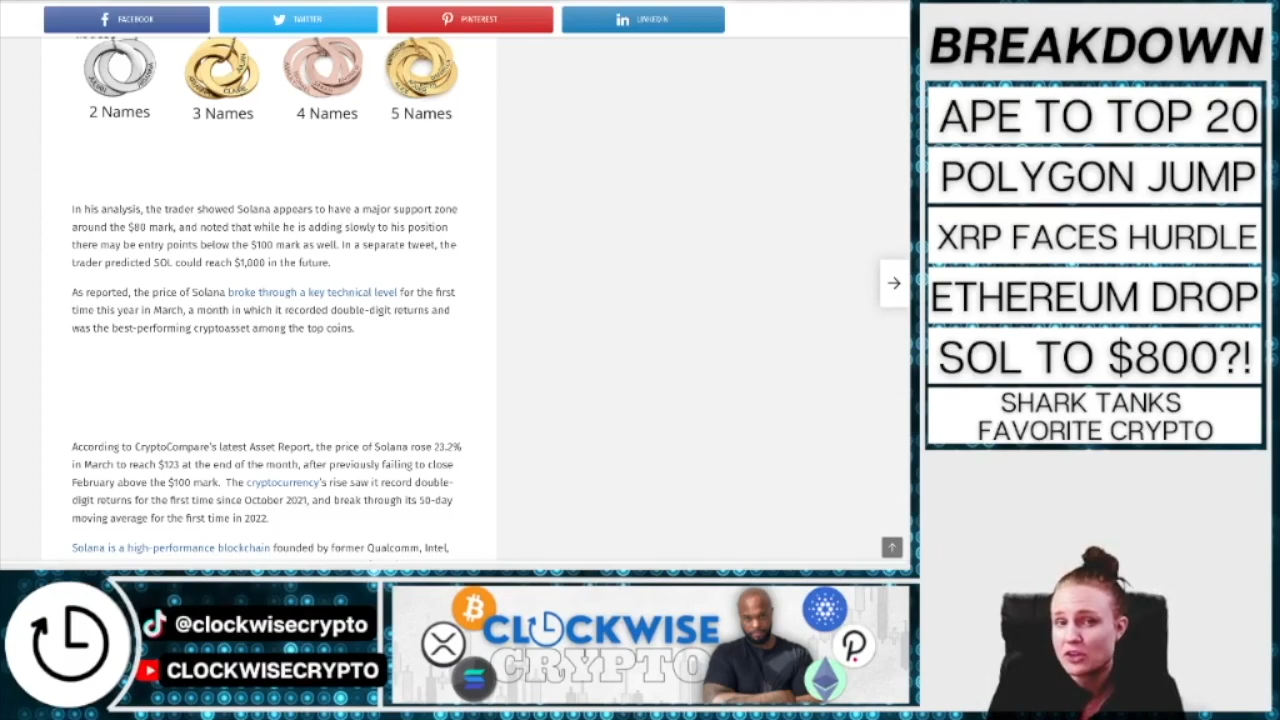 FACEBOOK
TWITTER
PINTEREST
LINKEDIN
2 Names
3 Names
4 Names
5 Names
In his analysis, the trader showed Solana appears to have a major support zone
around the $80 mark, and noted that while he is adding slowly to his position
there may be entry points below the $100 mark as well. In a separate tweet, the
trader predicted SOL could reach $1,000 in the future.
As reported, the price of Solana broke through a key technical level for the first
time this year in March, a month in which it recorded double-digit returns and
was the best-performing cryptoasset among the top coins.
According to CryptoCompare's latest Asset Report, the price of Solana rose 23.2%
in March to reach $123 at the end of the month, after previously failing to close
February above the $100 mark. The cryptocurrency's rise saw it record double-
digit returns for the first time since October 2021, and break through its 50-day
moving average for the first time in 2022.
Solana is a high-performance blockchain founded by former Qualcomm, Intel,
BREAKDOWN
APE TO TOP 20
POLYGON JUMP
XRP FACES HURDLE
ETHEREUM DROP
SOL TO $800?!
SHARK TANKS
FAVORITE CRYPTO
@clockwisecrypto
CLOCKWISECRYPTO
CLOCKWISE
CRYPTO